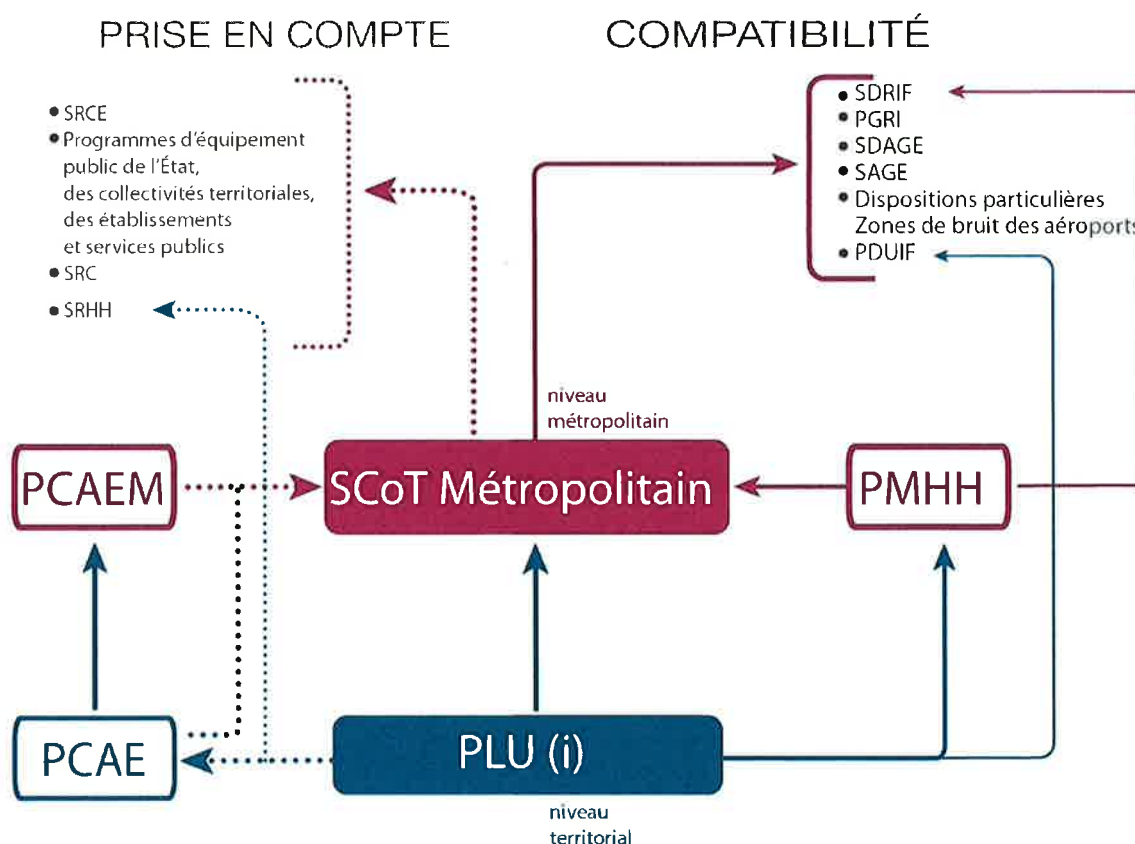 PRISE EN COMPTE
COMPATIBILITÉ
• SRCE
• Programmes d'équipement
public de l'État,
des collectivités territoriales,
des établissements
et services publics
• SRC
• SRHH
• SDRIF
• PGRI
• SDAGE
• SAGE
• Dispositions particulières
Zones de bruit des aéroports
• PDUIF
niveau
métropolitain
PCAEM
SCoT Métropolitain
PMHH
PCAE
PLU (i)
niveau
territorial